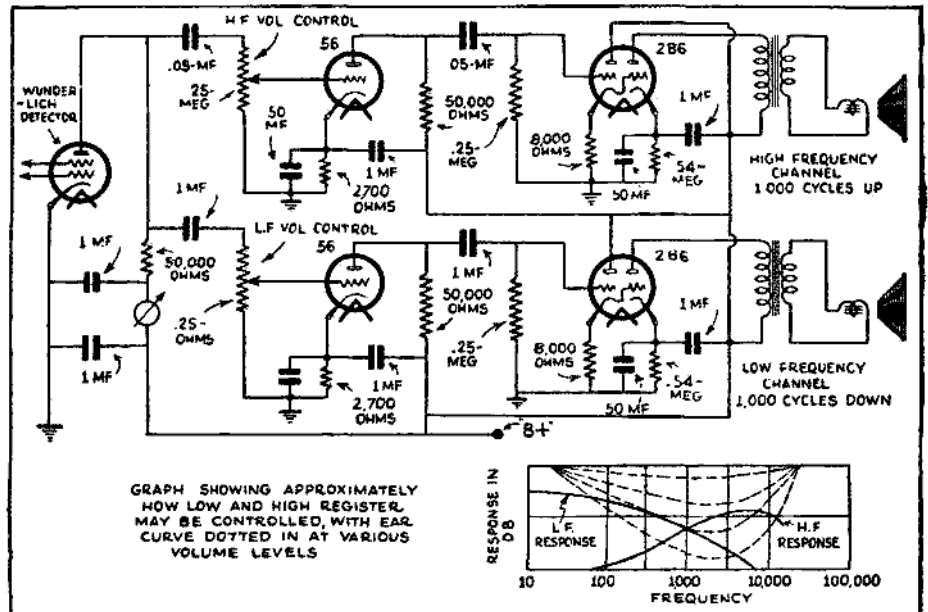 H.F VOL CONTROL
56
286
.05-MF
05-MF
WUNDER
-LICH
DETECTOR
.25-
MEG
50
MF
50,000
OHMS
.25-
MEG
1 MF
8,000
OHMS
1 MF
2,700
OHMS
50 MF
.54-
MEG
HIGH FREQUENCY
CHANNEL
1,000 CYCLES UP
1 MF
L.F VOL CONTROL
56
286
1 MF
50,000
OHMS
.25-
OHMS
1 MF
50,000
OHMS
.25-
MEG
1 MF
8,000
OHMS
1 MF
1 MF
2,700
OHMS
50 MF
.54-
MEG
LOW FREQUENCY
CHANNEL
1,000 CYCLES DOWN
B+
GRAPH SHOWING APPROXIMATELY
HOW LOW AND HIGH REGISTER
MAY BE CONTROLLED, WITH EAR
CURVE DOTTED IN AT VARIOUS
VOLUME LEVELS
RESPONSE IN
DB
L.F.
RESPONSE
H.F
RESPONSE
10
100
1,000
10,000
100,000
FREQUENCY